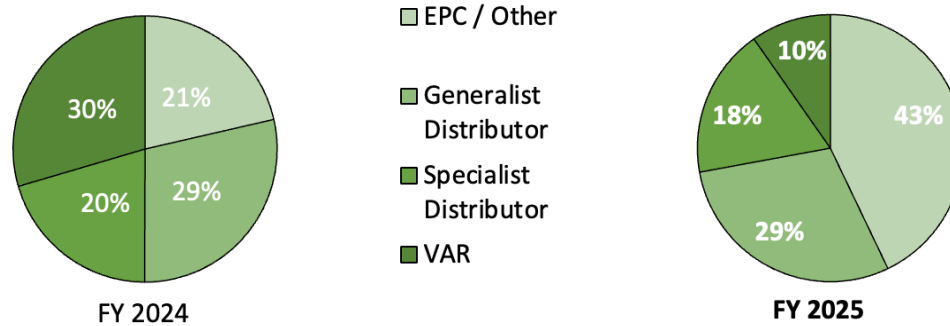 EPC / Other
Generalist
Distributor
Specialist
Distributor
VAR
21%
29%
20%
30%
FY 2024
43%
29%
18%
10%
FY 2025